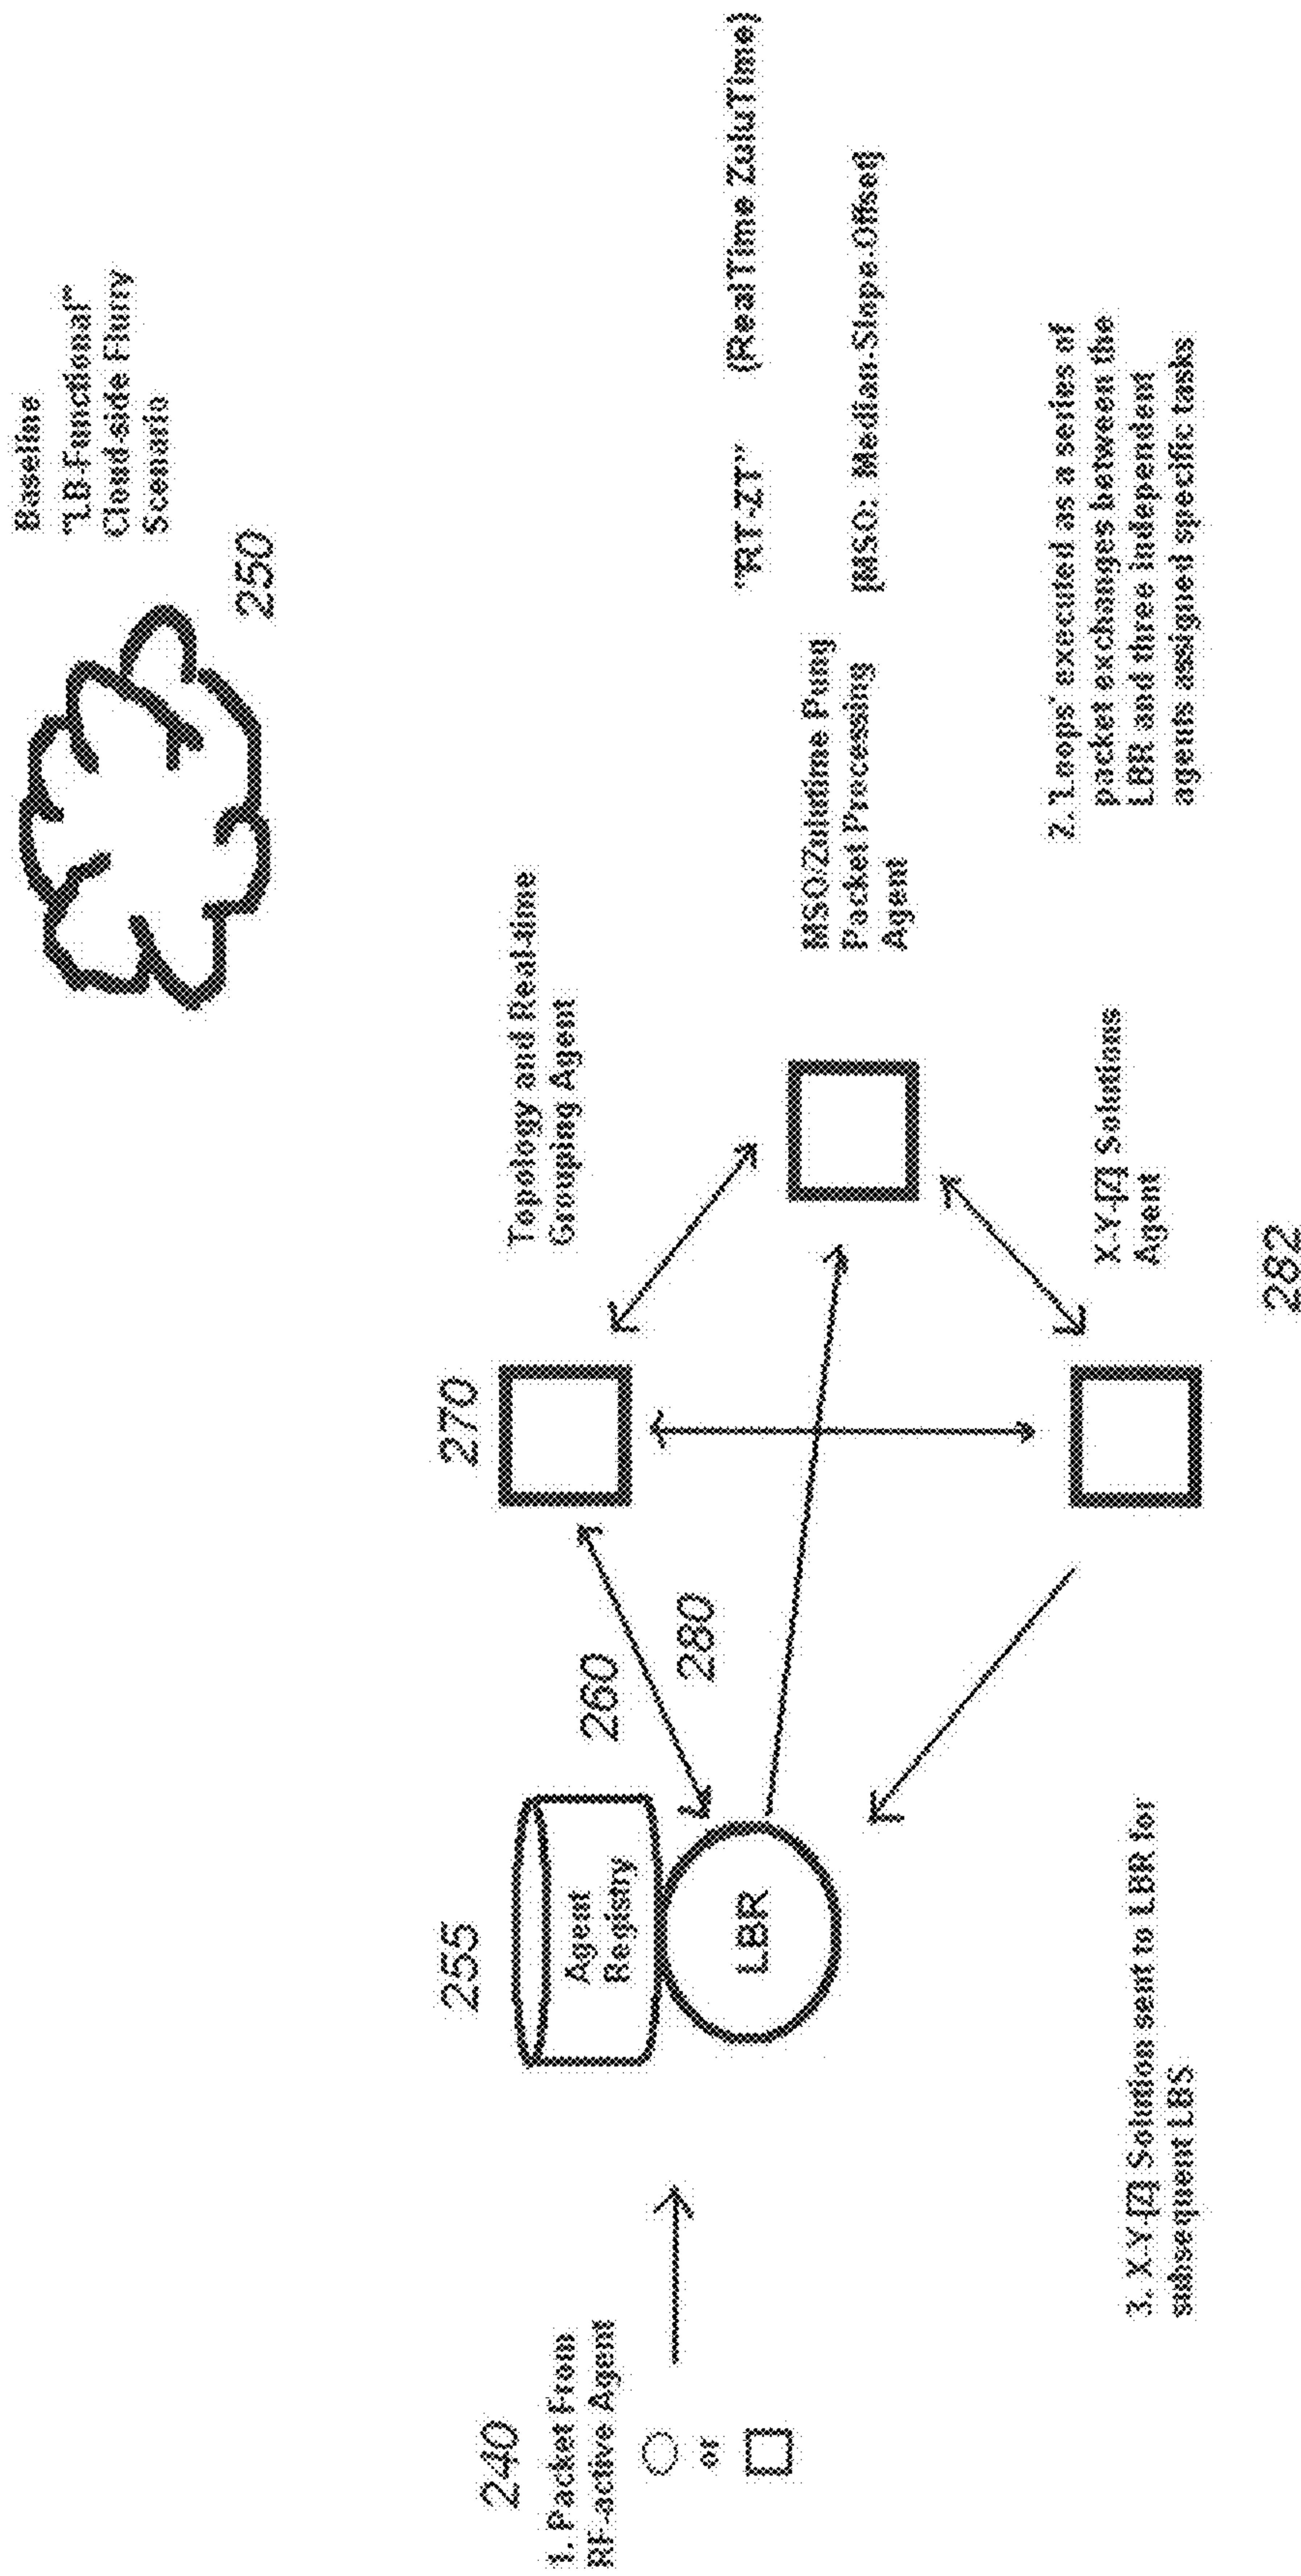 Baseline
"LB-Functional"
Cloud-side Flurry
Scenario
250
240
1. Packet From
RF-active Agent
or
255
Agent
Registry
LBR
260
280
270
Topology and Real-time
Grouping Agent
MSO/Zulutime Pung
Packet Processing
Agent
"RT-ZT" (RealTime ZuluTime)
[MSO: Median-Slope-Offset]
X-Y-[Z] Solutions
Agent
282
2. 'Loops' executed as a series of
packet exchanges between the
LBR and three independent
agents assigned specific tasks
3. X-Y-[Z] Solution sent to LBR for
subsequent LBS